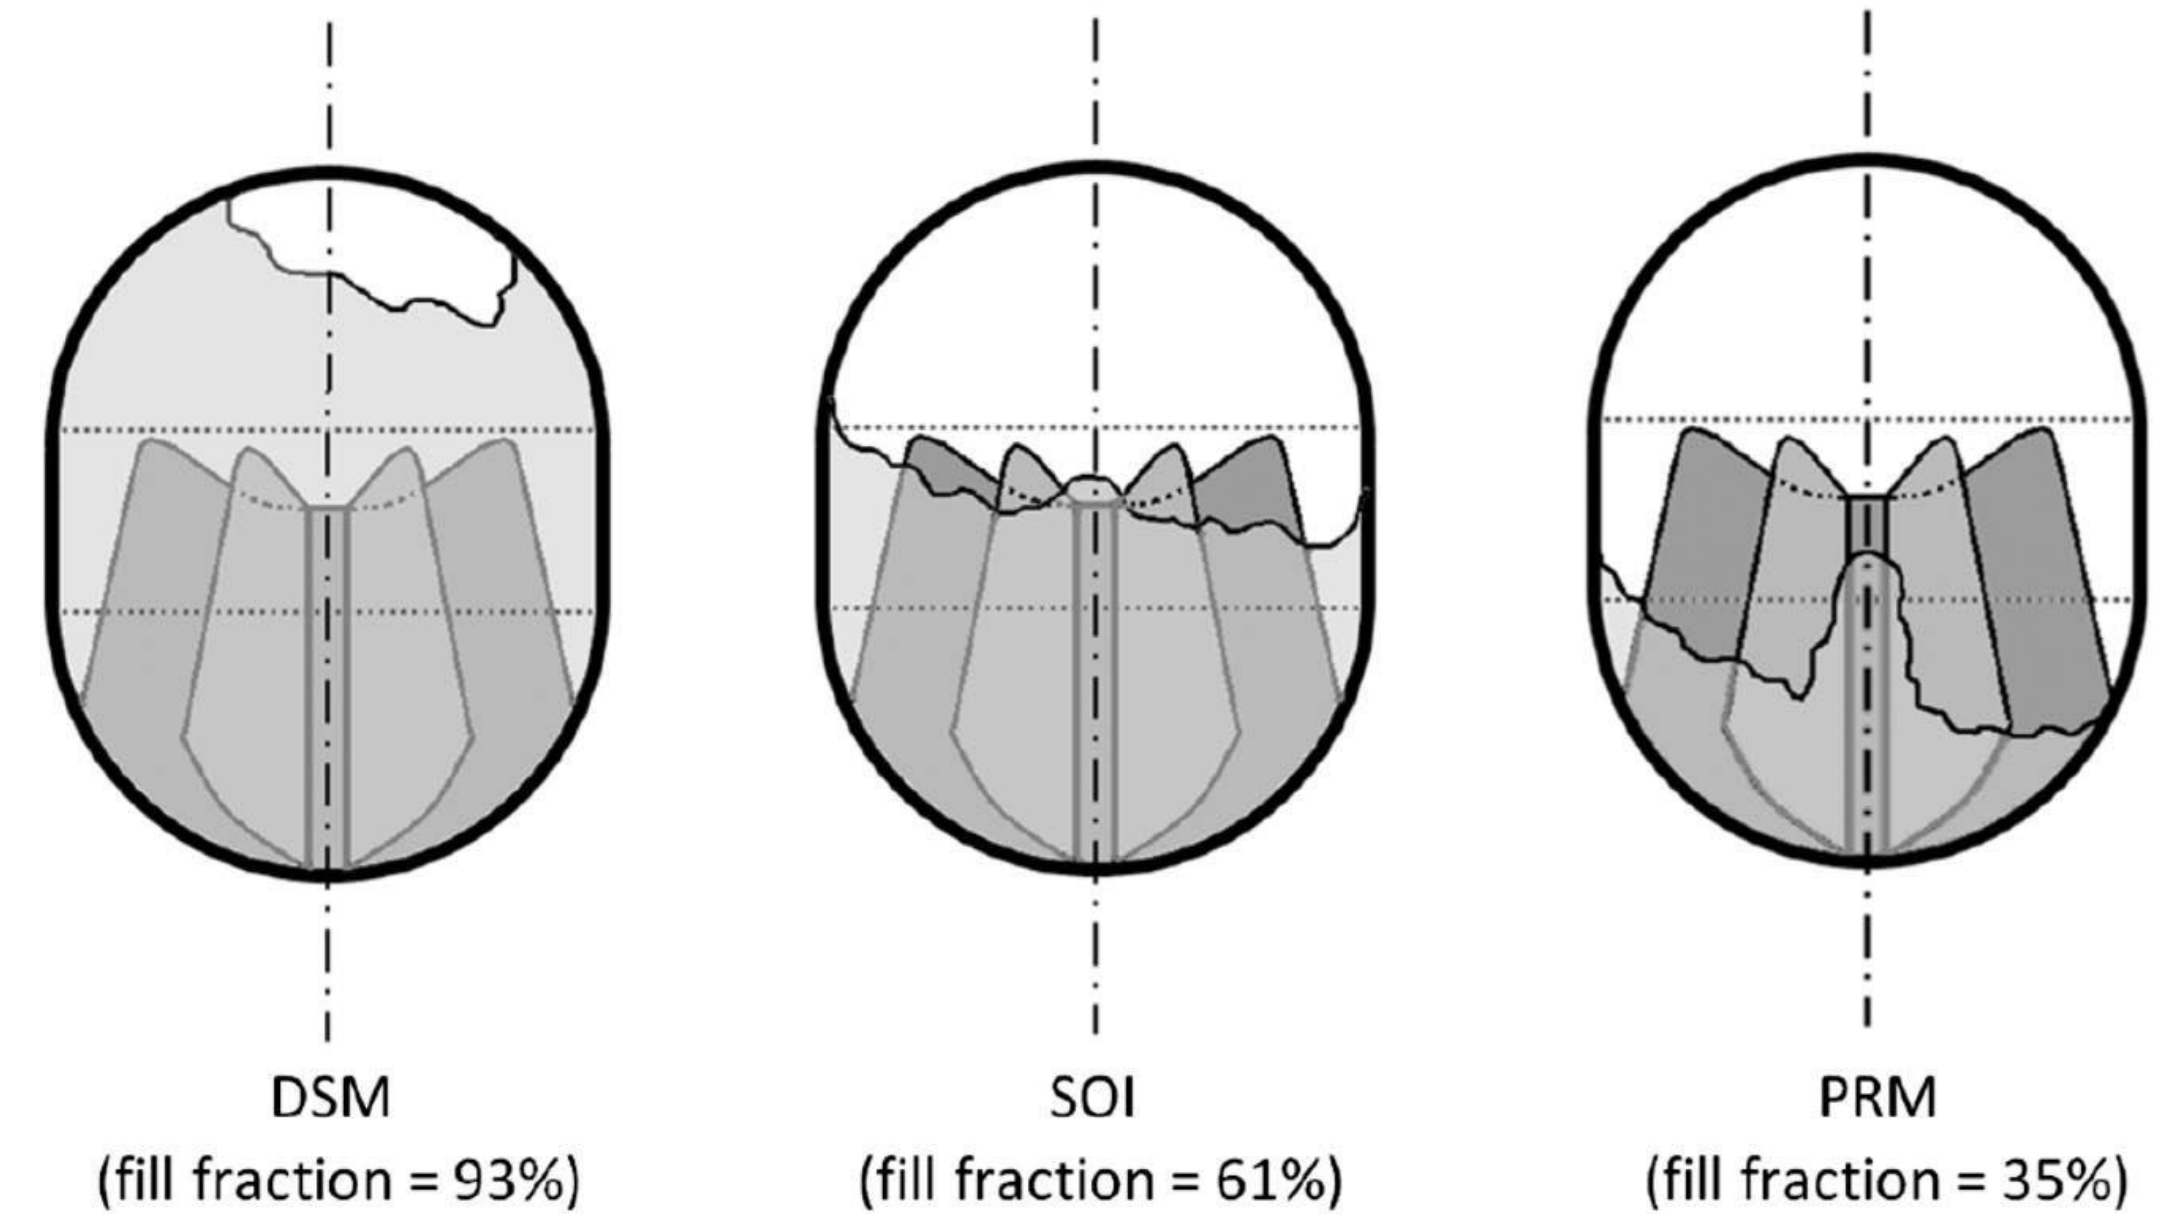 DSM
(fill fraction = 93%)
SOI
(fill fraction = 61%)
PRM
(fill fraction = 35%)